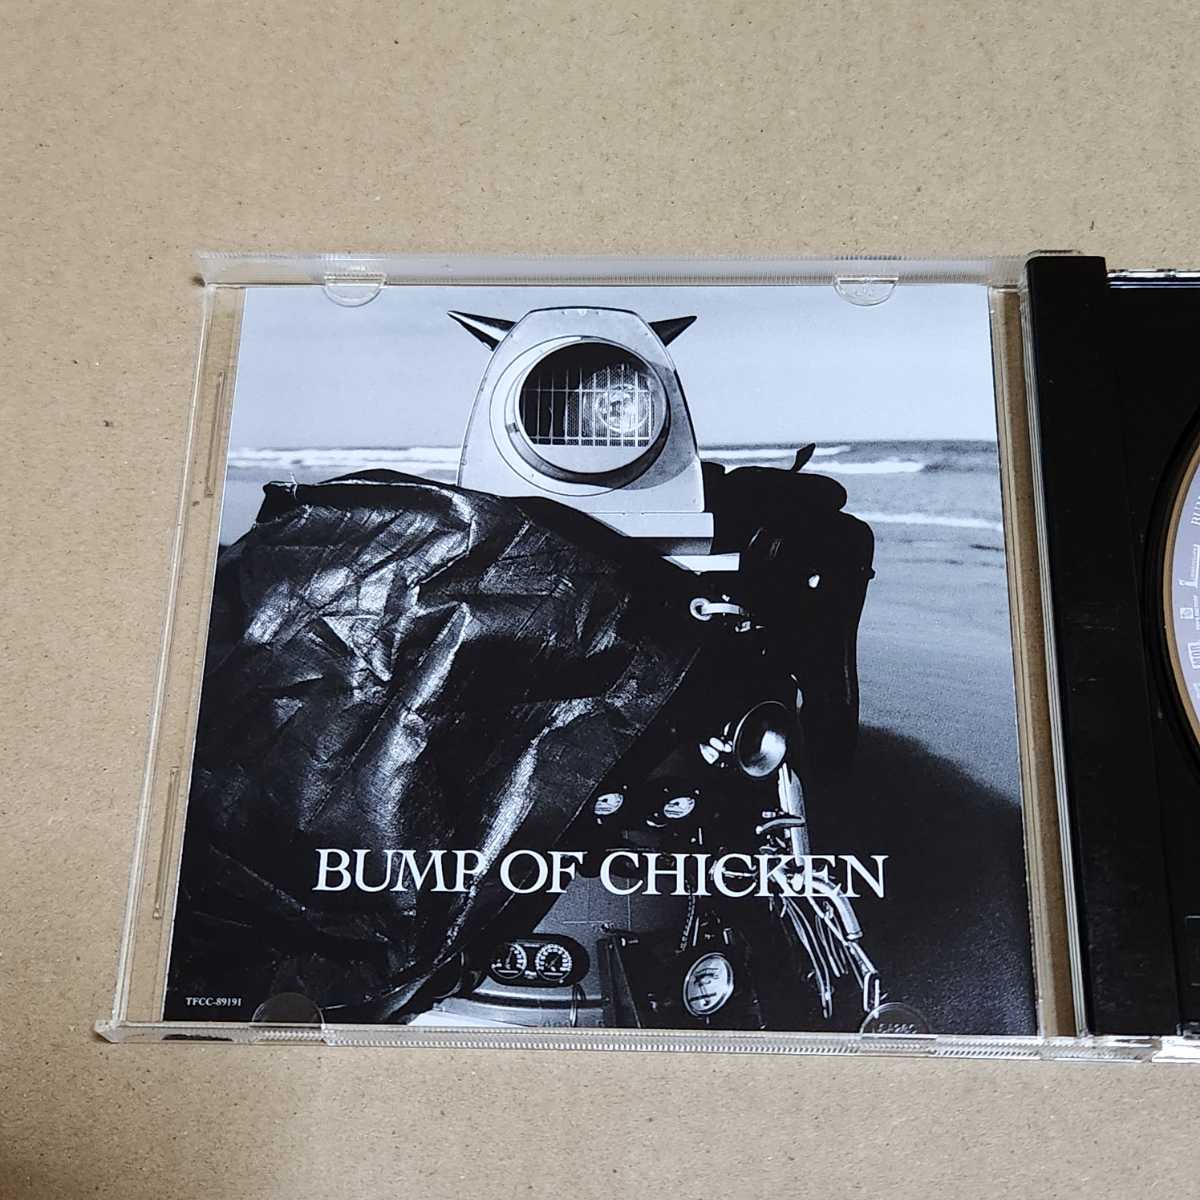 BUMP OF CHICKEN
TFCC-89191